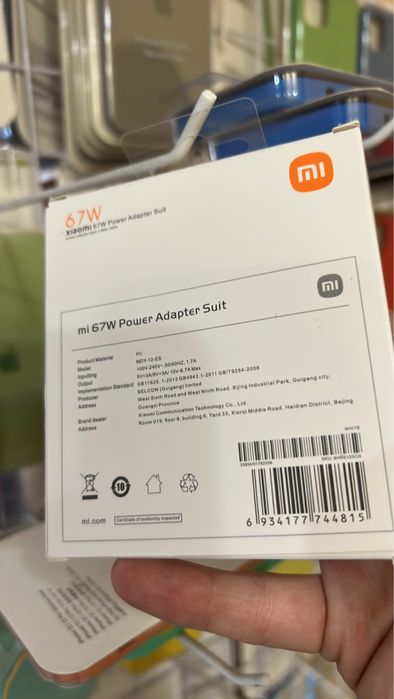 67W
xiaomi 67W Power Adapter Suit
mi
mi
mi 67W Power Adapter Suit
Product Material PC
Model MDY-12-ES
Inputting 100V-240V~,50/60HZ, 1.7A
Output 5V=3A/9V=3A/ 10V-6.7A Max
Implementation Standard GB17625. 1-2012 GB4943.1-2011 GB/T9254-2008
Producer SELCON (Guigang) limited
Address West Sixth Road and West Ninth Road, Xijing Industrial Park, Guigang city,
Guangxi Province
Brand dealer Xiaomi Communication Technology Co., Ltd.
Address Room 019, floor 9, building 6, Yard 33, Xierqi Middle Road, Haidian District, Beijing
WHITE
10
mi.com
Certificate of conformity inspected
6 934177 744815